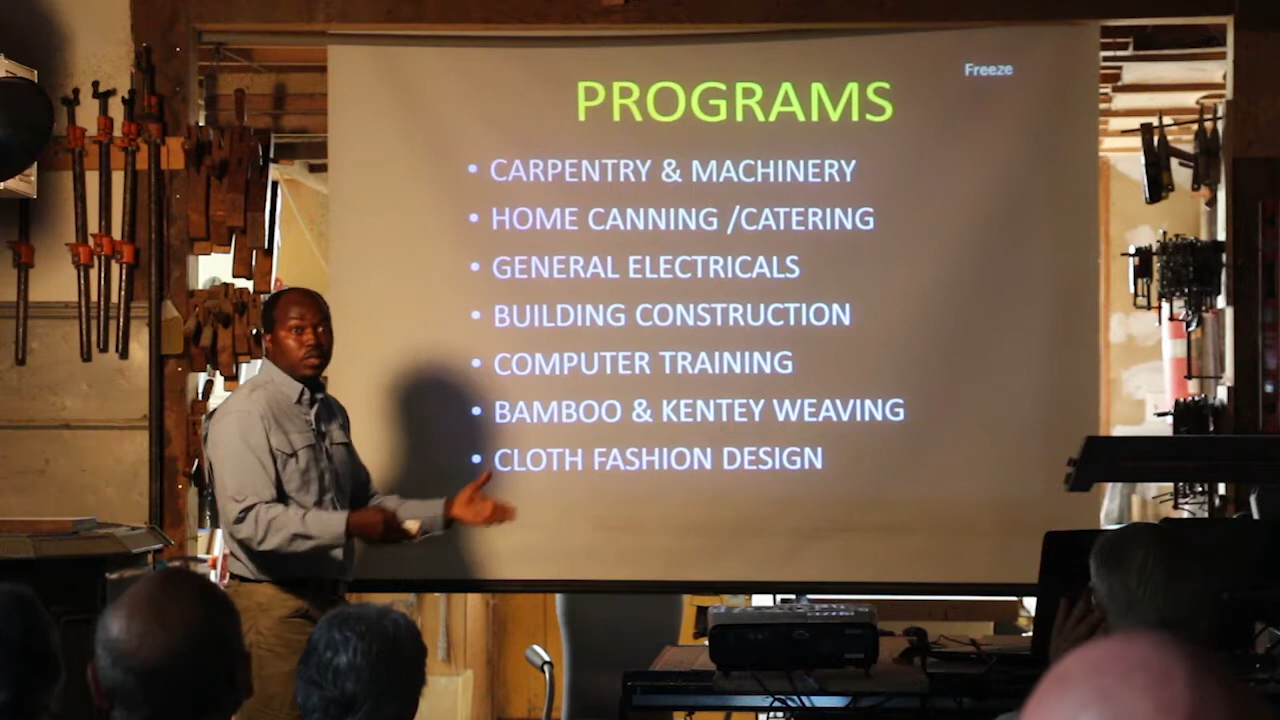 Freeze
PROGRAMS
• CARPENTRY & MACHINERY
• HOME CANNING /CATERING
• GENERAL ELECTRICALS
• BUILDING CONSTRUCTION
• COMPUTER TRAINING
• BAMBOO & KENTEY WEAVING
• CLOTH FASHION DESIGN